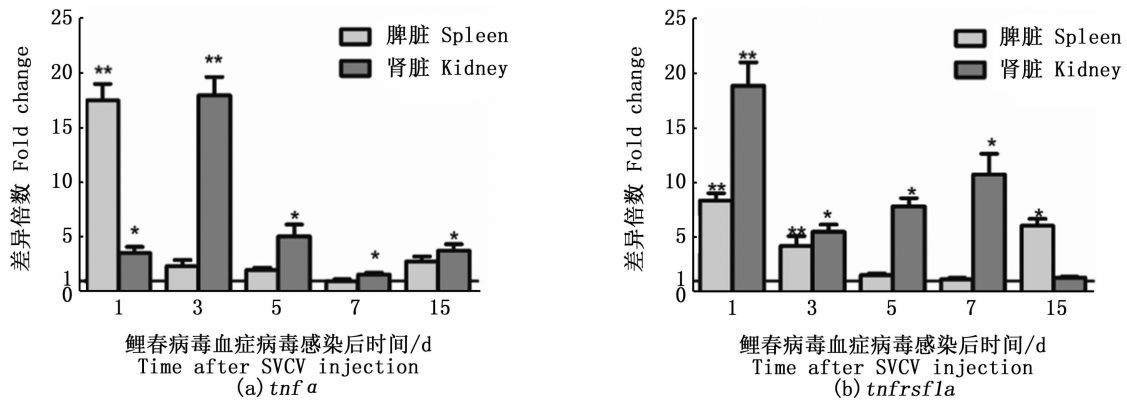 差异倍数 Fold change
25
20
15
10
5
1
0
脾脏 Spleen
肾脏 Kidney
**
*
**
*
*
*
1 3 5 7 15
鲤春病毒血症病毒感染后时间/d
Time after SVCV injection
(a) tnfα
差异倍数 Fold change
25
20
15
10
5
1
0
脾脏 Spleen
肾脏 Kidney
**
**
**
*
*
*
*
1 3 5 7 15
鲤春病毒血症病毒感染后时间/d
Time after SVCV injection
(b) tnfrsf1a